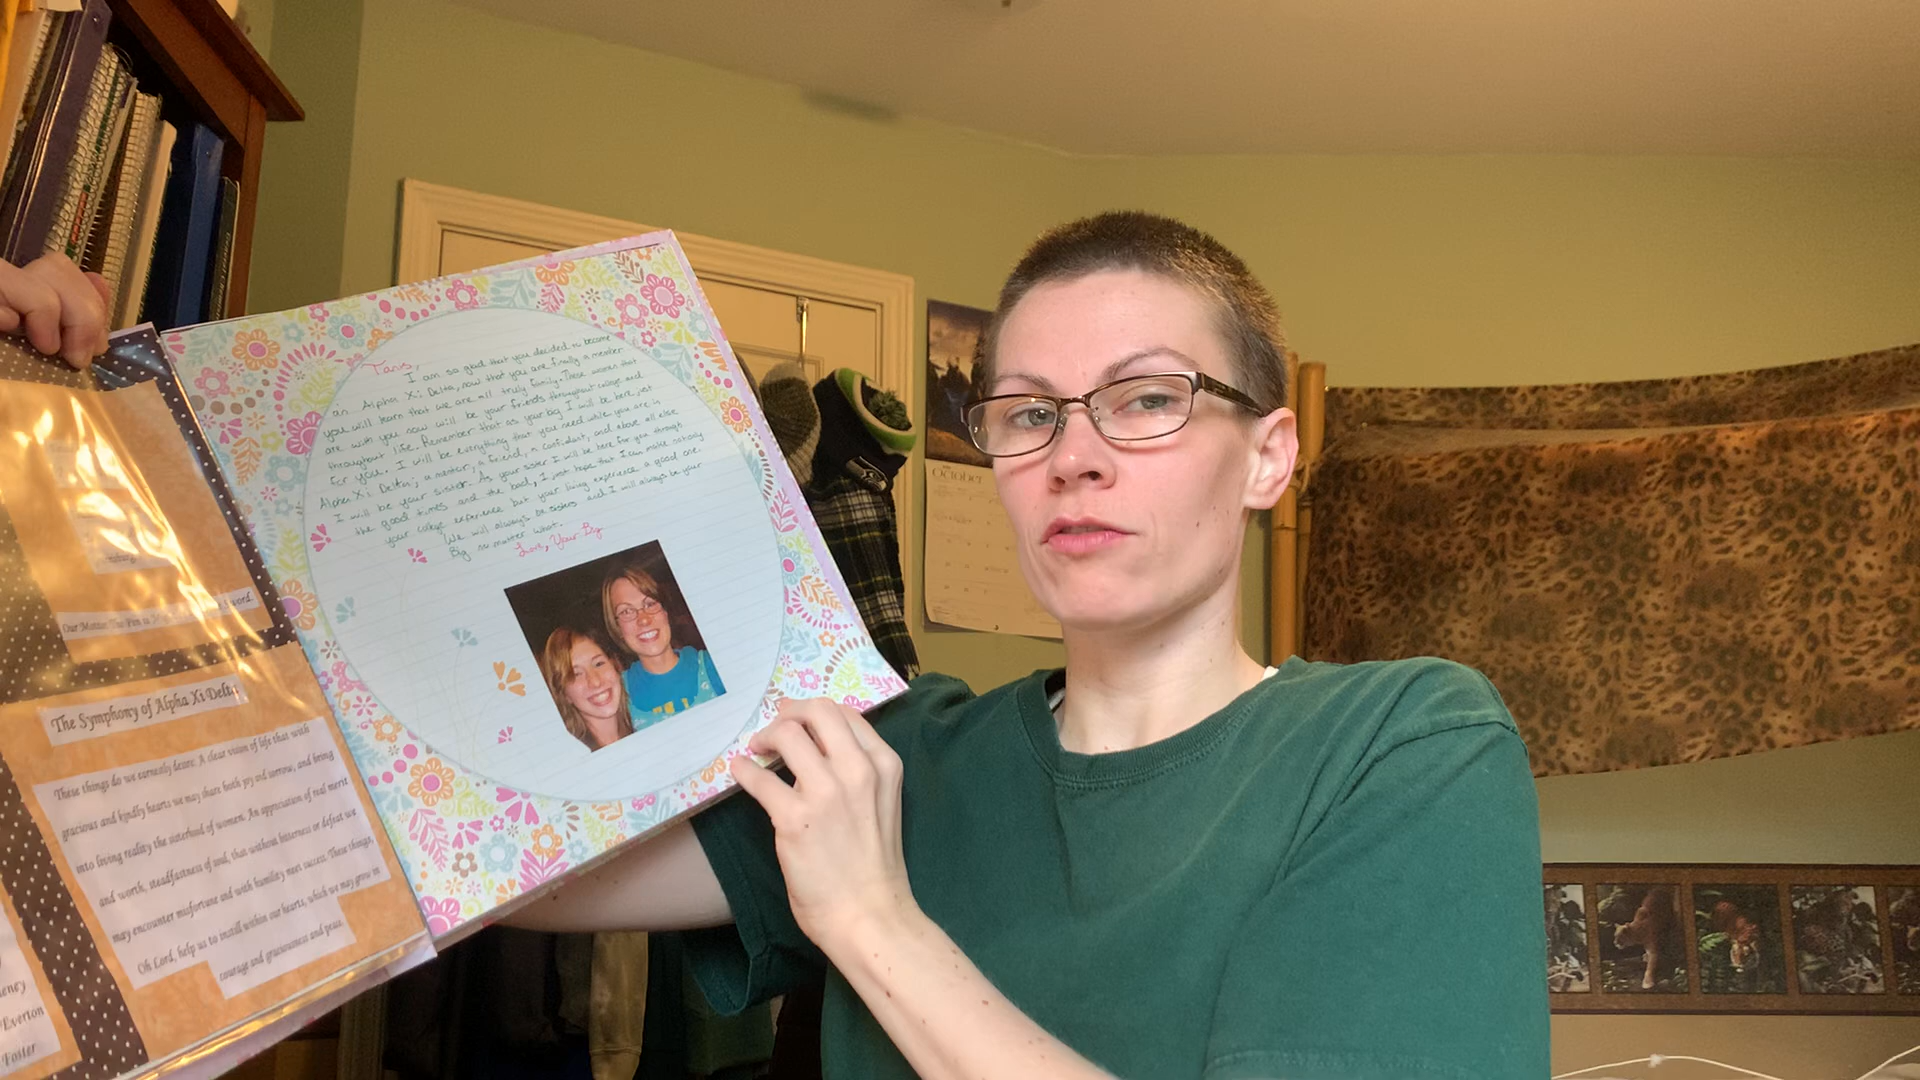 Tanis,
I am so glad that you decided to become
an Alpha Xi Delta, now that you are finally a member
you will learn that we are all truly family. These women that
are with you now will be your friends throughout college and
throughout life. Remember that as your big I will be here, just
for you. I will be everything that you need while you are in
Alpha Xi Delta; a mentor, a friend, a confidant, and above all else
I will be your sister. As your sister I will be here for you through
the good times and the bad, I just hope that I can make not only
your college experience but your living experience a good one.
We will always be sisters and I will always be your
Big no matter what.
Love, Your Big
Our Motto: The Pen is Sword.
The Symphony of Alpha Xi Delta
These things do we earnestly desire: A clear vision of life that with
gracious and kindly hearts we may share both joy and sorrow, and bring
into living reality the sisterhood of women. An appreciation of real merit
and worth, steadfastness of soul, that without bitterness or defeat we
may encounter misfortune and with humility meet success. These things,
Oh Lord, help us to instill within our hearts, which we may grow in
courage and graciousness and peace.
Everton
Foster
October